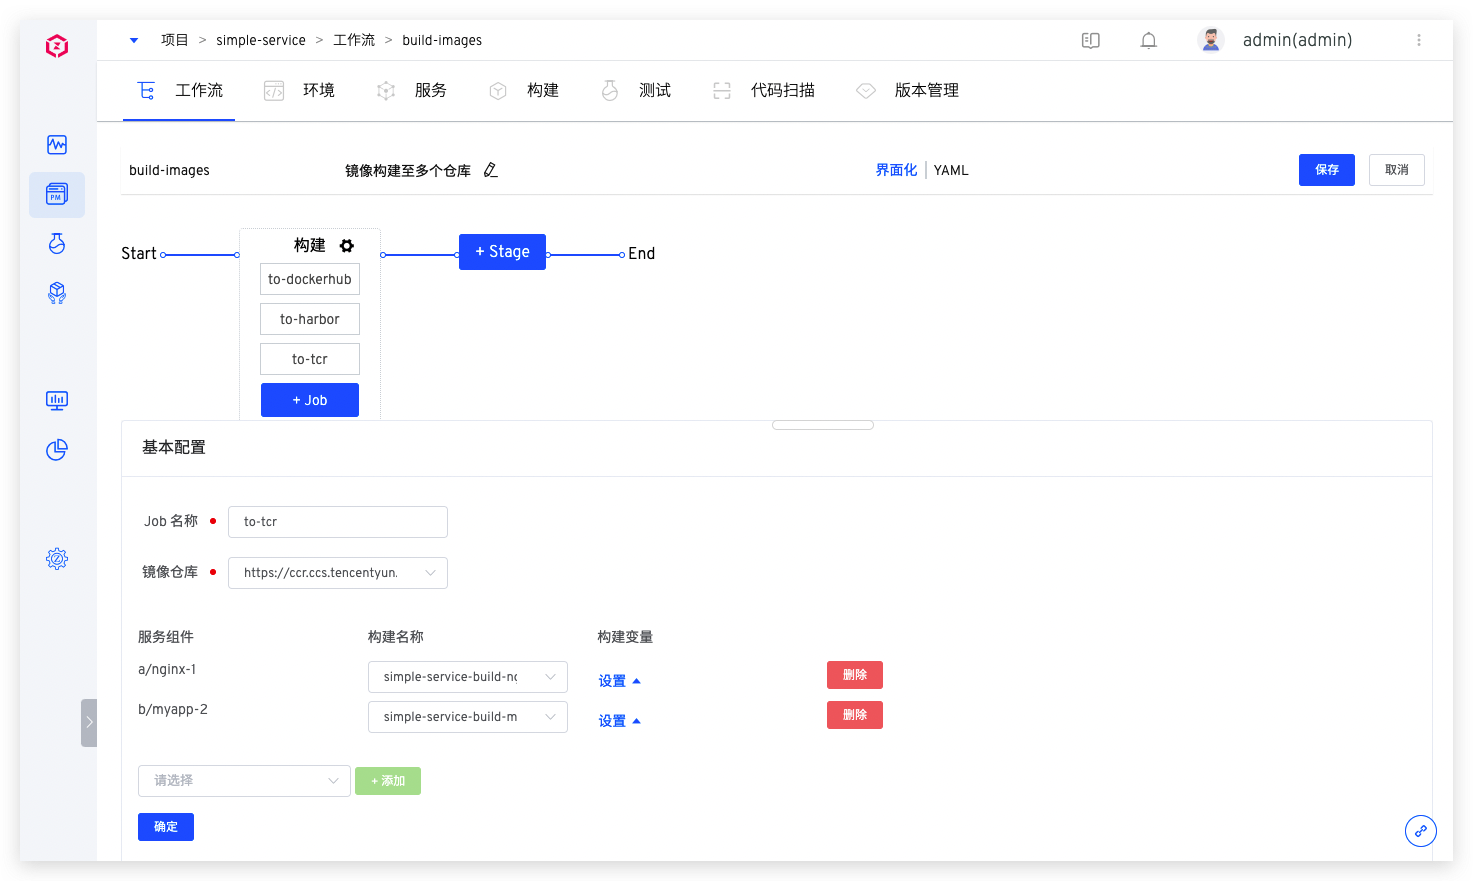 项目 > simple-service > 工作流 > build-images
admin(admin)
工作流 环境 服务 构建 测试 代码扫描 版本管理
PM
build-images 镜像构建至多个仓库 界面化 | YAML 保存 取消
Start 构建 + Stage End
to-dockerhub
to-harbor
to-tcr
+ Job
基本配置
Job 名称 to-tcr
镜像仓库 https://ccr.ccs.tencentyun.
服务组件 构建名称 构建变量
a/nginx-1 simple-service-build-no 设置 删除
b/myapp-2 simple-service-build-m 设置 删除
请选择 + 添加
确定